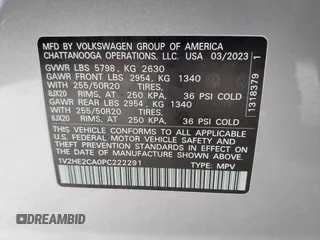 MFD. BY VOLKSWAGEN GROUP OF AMERICA
CHATTANOOGA OPERATIONS, LLC. USA 03/2023
GVWR LBS 5798, KG 2630
GAWR FRONT LBS 2954, KG 1340
WITH 255/50R20 TIRES,
8JX20 RIMS, AT 250 KPA, 36 PSI COLD
GAWR REAR LBS 2954, KG 1340
WITH 255/50R20 TIRES,
8JX20 RIMS, AT 250 KPA, 36 PSI COLD
THIS VEHICLE CONFORMS TO ALL APPLICABLE
FEDERAL MOTOR VEHICLE SAFETY
STANDARDS IN EFFECT ON THE DATE OF
MANUFACTURE SHOWN ABOVE.
1V2HE2CA0PC222291 TYPE: MPV
1318379 1
DREAMBID